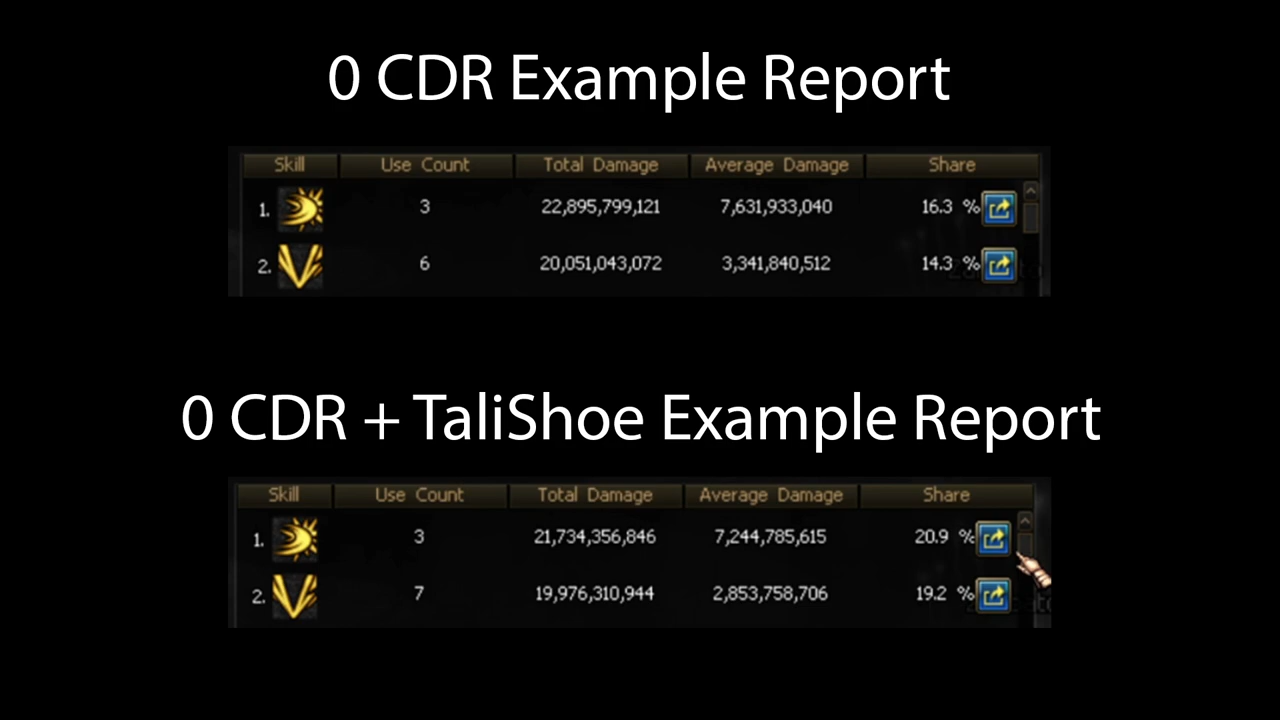 0 CDR Example Report
Skill Use Count Total Damage Average Damage Share
1. 3 22,895,799,121 7,631,933,040 16.3 %
2. 6 20,051,043,072 3,341,840,512 14.3 %
0 CDR + TaliShoe Example Report
Skill Use Count Total Damage Average Damage Share
1. 3 21,734,356,846 7,244,785,615 20.9 %
2. 7 19,976,310,944 2,853,758,706 19.2 %